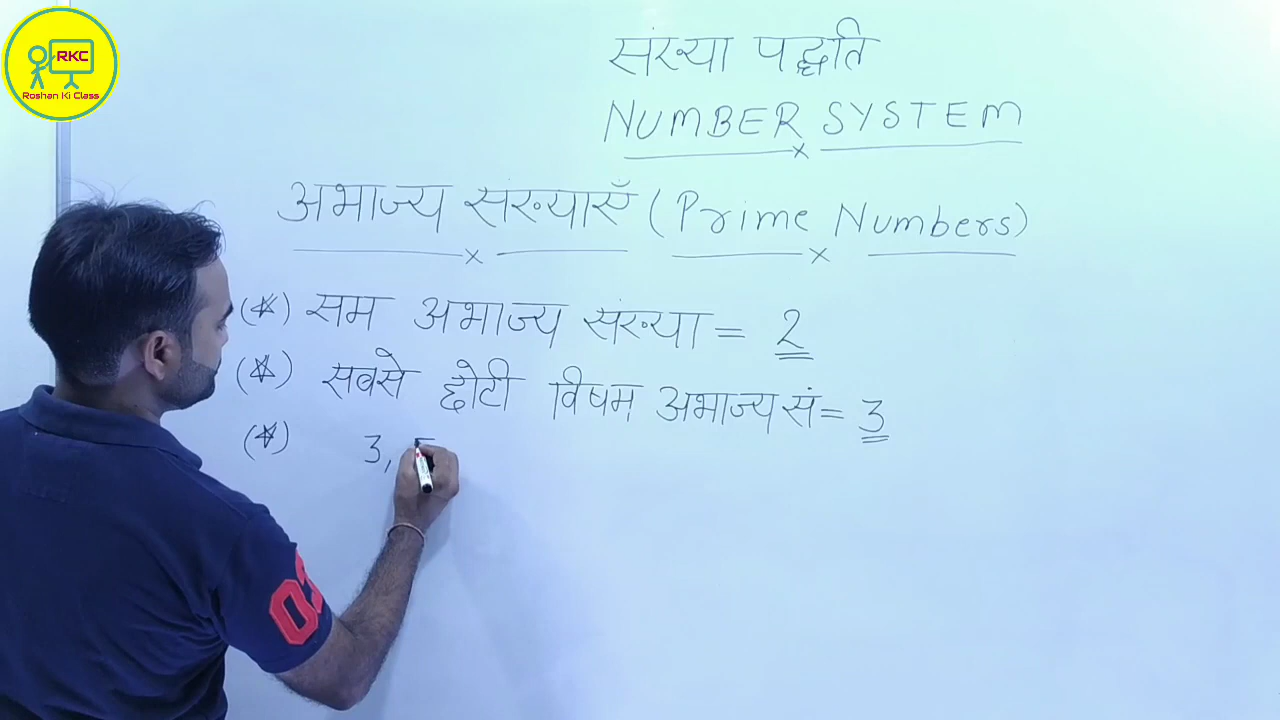 RKC
Roshan Ki Class
संख्या पद्धति
NUMBER SYSTEM
अभाज्य संख्याएँ (Prime Numbers)
(★) सम अभाज्य संख्या = 2
(★) सबसे छोटी विषम अभाज्य सं = 3
(★) 3,